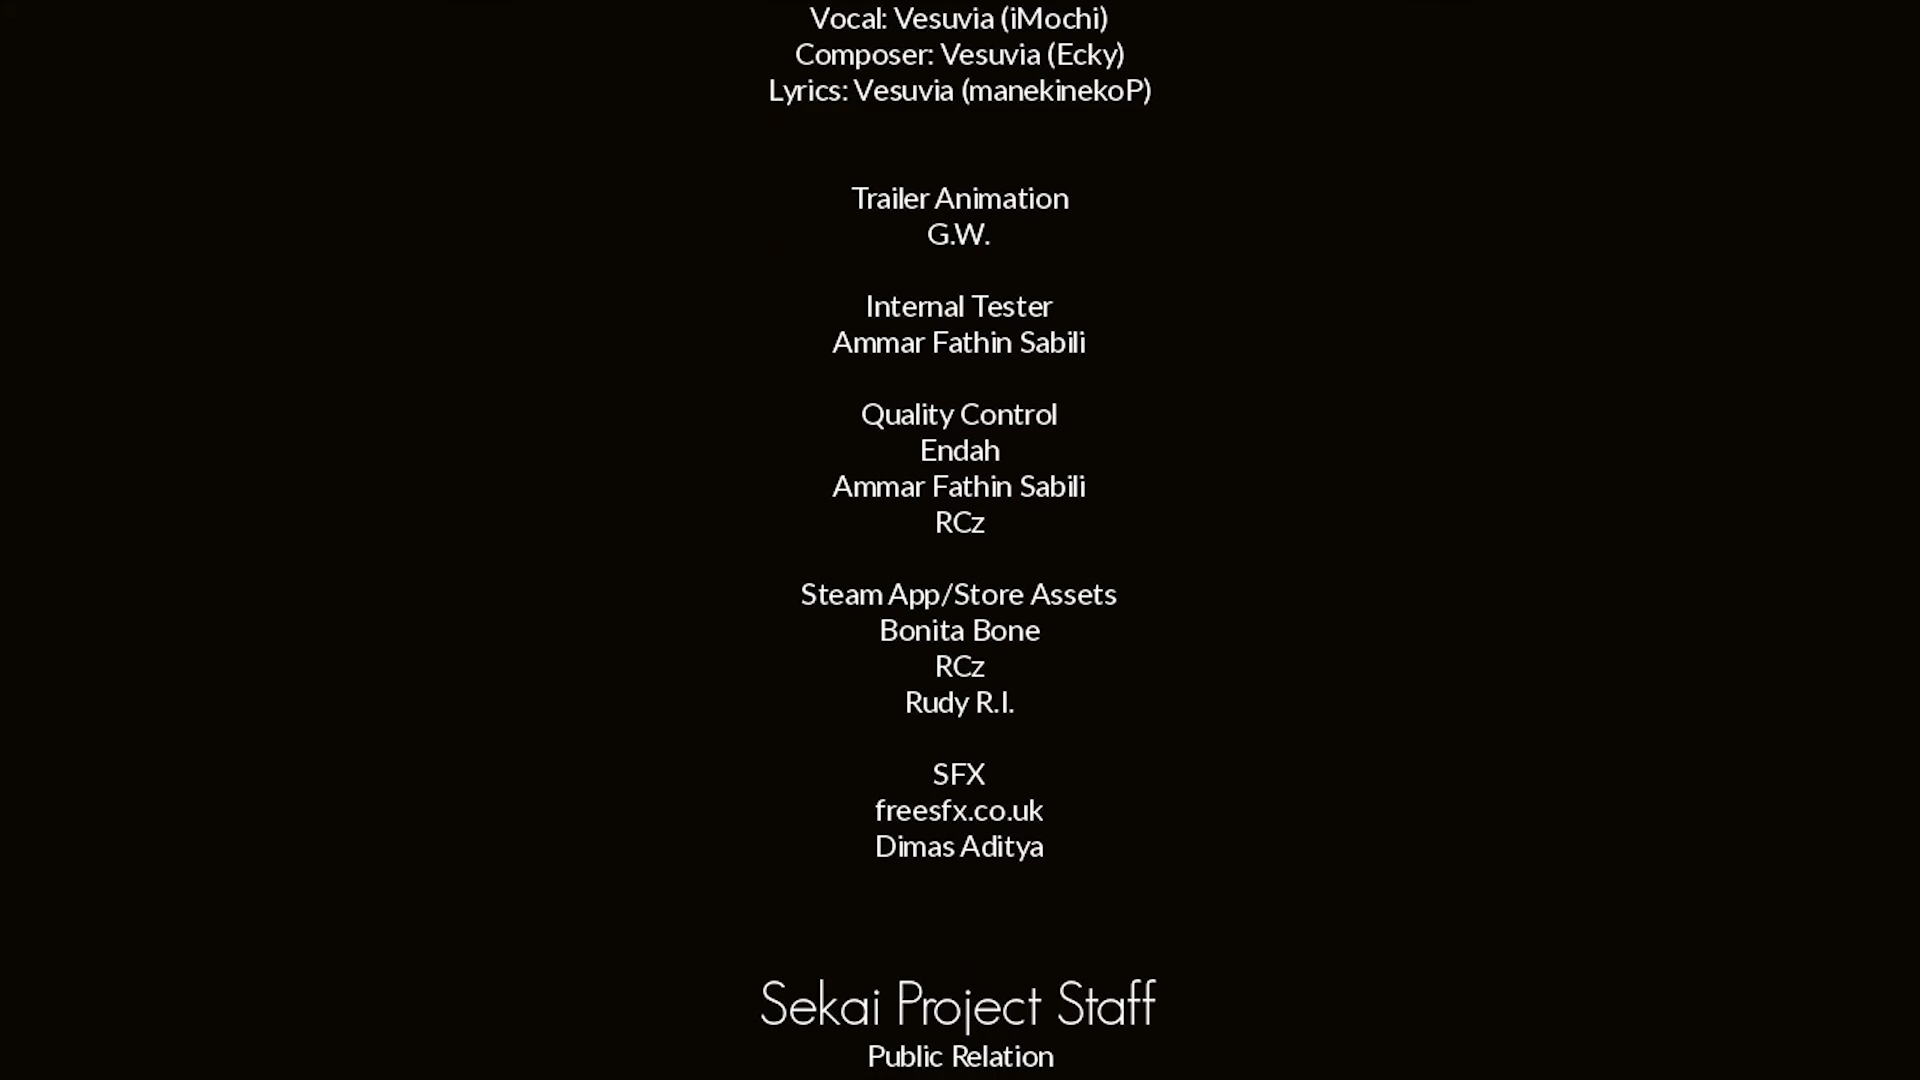 Vocal: Vesuvia (iMochi)
Composer: Vesuvia (Ecky)
Lyrics: Vesuvia (manekinekoP)
Trailer Animation
G.W.
Internal Tester
Ammar Fathin Sabili
Quality Control
Endah
Ammar Fathin Sabili
RCz
Steam App/Store Assets
Bonita Bone
RCz
Rudy R.I.
SFX
freesfx.co.uk
Dimas Aditya
Sekai Project Staff
Public Relation